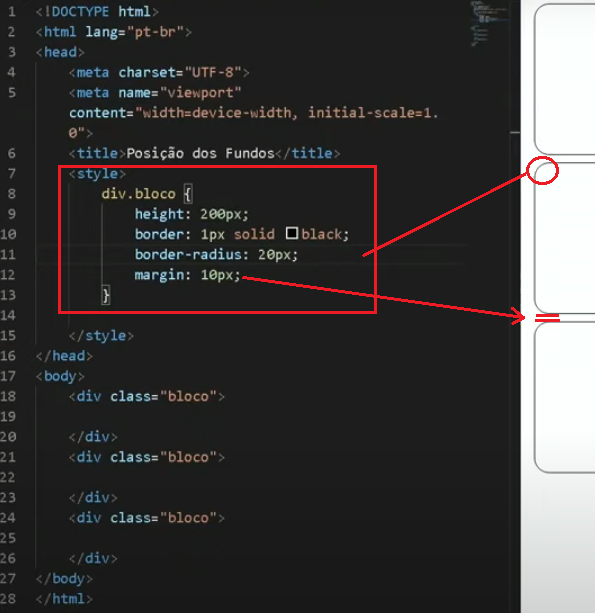 1 <!DOCTYPE html>
2 <html lang="pt-br">
3 <head>
4 <meta charset="UTF-8">
5 <meta name="viewport"
content="width=device-width, initial-scale=1.
0">
6 <title>Posição dos Fundos</title>
7 <style>
8 div.bloco {
9 height: 200px;
10 border: 1px solid black;
11 border-radius: 20px;
12 margin: 10px;
13 }
14
15 </style>
16 </head>
17 <body>
18 <div class="bloco">
19
20 </div>
21 <div class="bloco">
22
23 </div>
24 <div class="bloco">
25
26 </div>
27 </body>
28 </html>